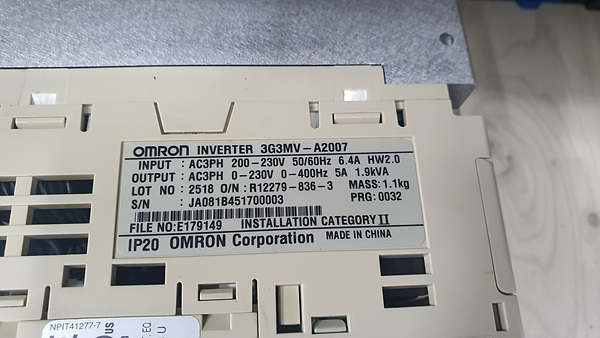 OMRON INVERTER 3G3MV-A2007
INPUT : AC3PH 200-230V 50/60Hz 6.4A HW2.0
OUTPUT : AC3PH 0-230V 0-400Hz 5A 1.9kVA
LOT NO : 2518 O/N : R12279-836-3 MASS: 1.1kg
S/N : JA081B451700003 PRG: 0032
FILE NO:E179149 INSTALLATION CATEGORY II
IP20 OMRON Corporation MADE IN CHINA
NPIT41277-7
US